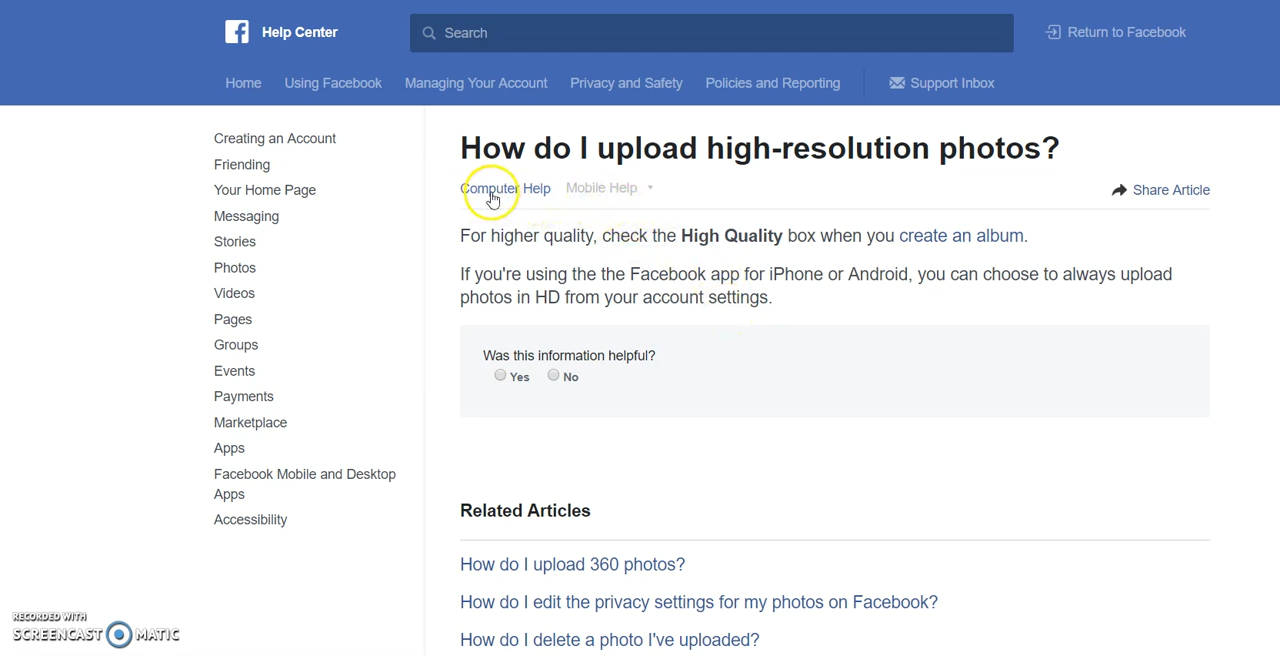 Help Center
Search
Return to Facebook
Home
Using Facebook
Managing Your Account
Privacy and Safety
Policies and Reporting
Support Inbox
Creating an Account
Friending
Your Home Page
Messaging
Stories
Photos
Videos
Pages
Groups
Events
Payments
Marketplace
Apps
Facebook Mobile and Desktop
Apps
Accessibility
How do I upload high-resolution photos?
Computer Help
Mobile Help
Share Article
For higher quality, check the High Quality box when you create an album.
If you're using the the Facebook app for iPhone or Android, you can choose to always upload
photos in HD from your account settings.
Was this information helpful?
Yes
No
Related Articles
How do I upload 360 photos?
How do I edit the privacy settings for my photos on Facebook?
How do I delete a photo I've uploaded?
RECORDED WITH
SCREENCAST MATIC